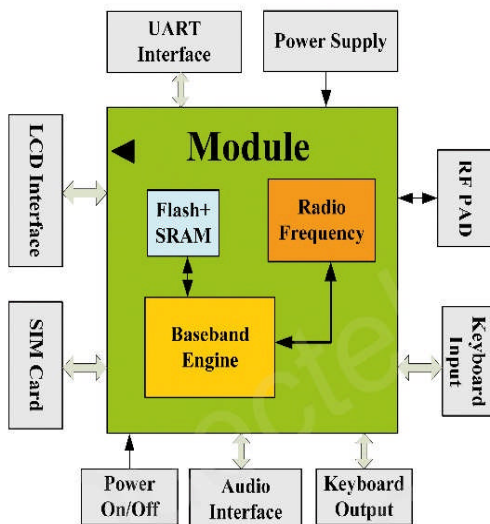 UART
Interface
Power Supply
LCD Interface
Module
Flash+
SRAM
Radio
Frequency
RF PAD
Baseband
Engine
SIM Card
Keyboard
Input
Power
On/Off
Audio
Interface
Keyboard
Output